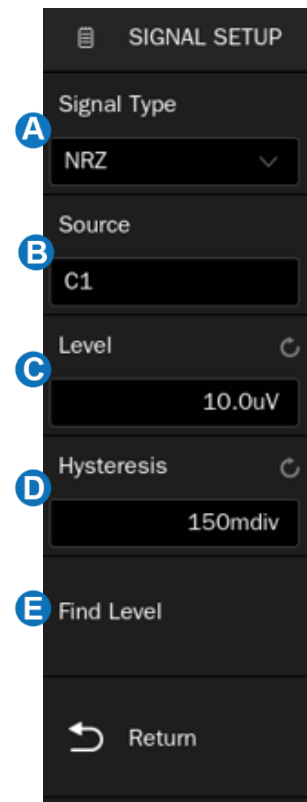 SIGNAL SETUP
Signal Type
A
NRZ
Source
B
C1
Level
C
10.0uV
Hysteresis
D
150mdiv
E Find Level
Return